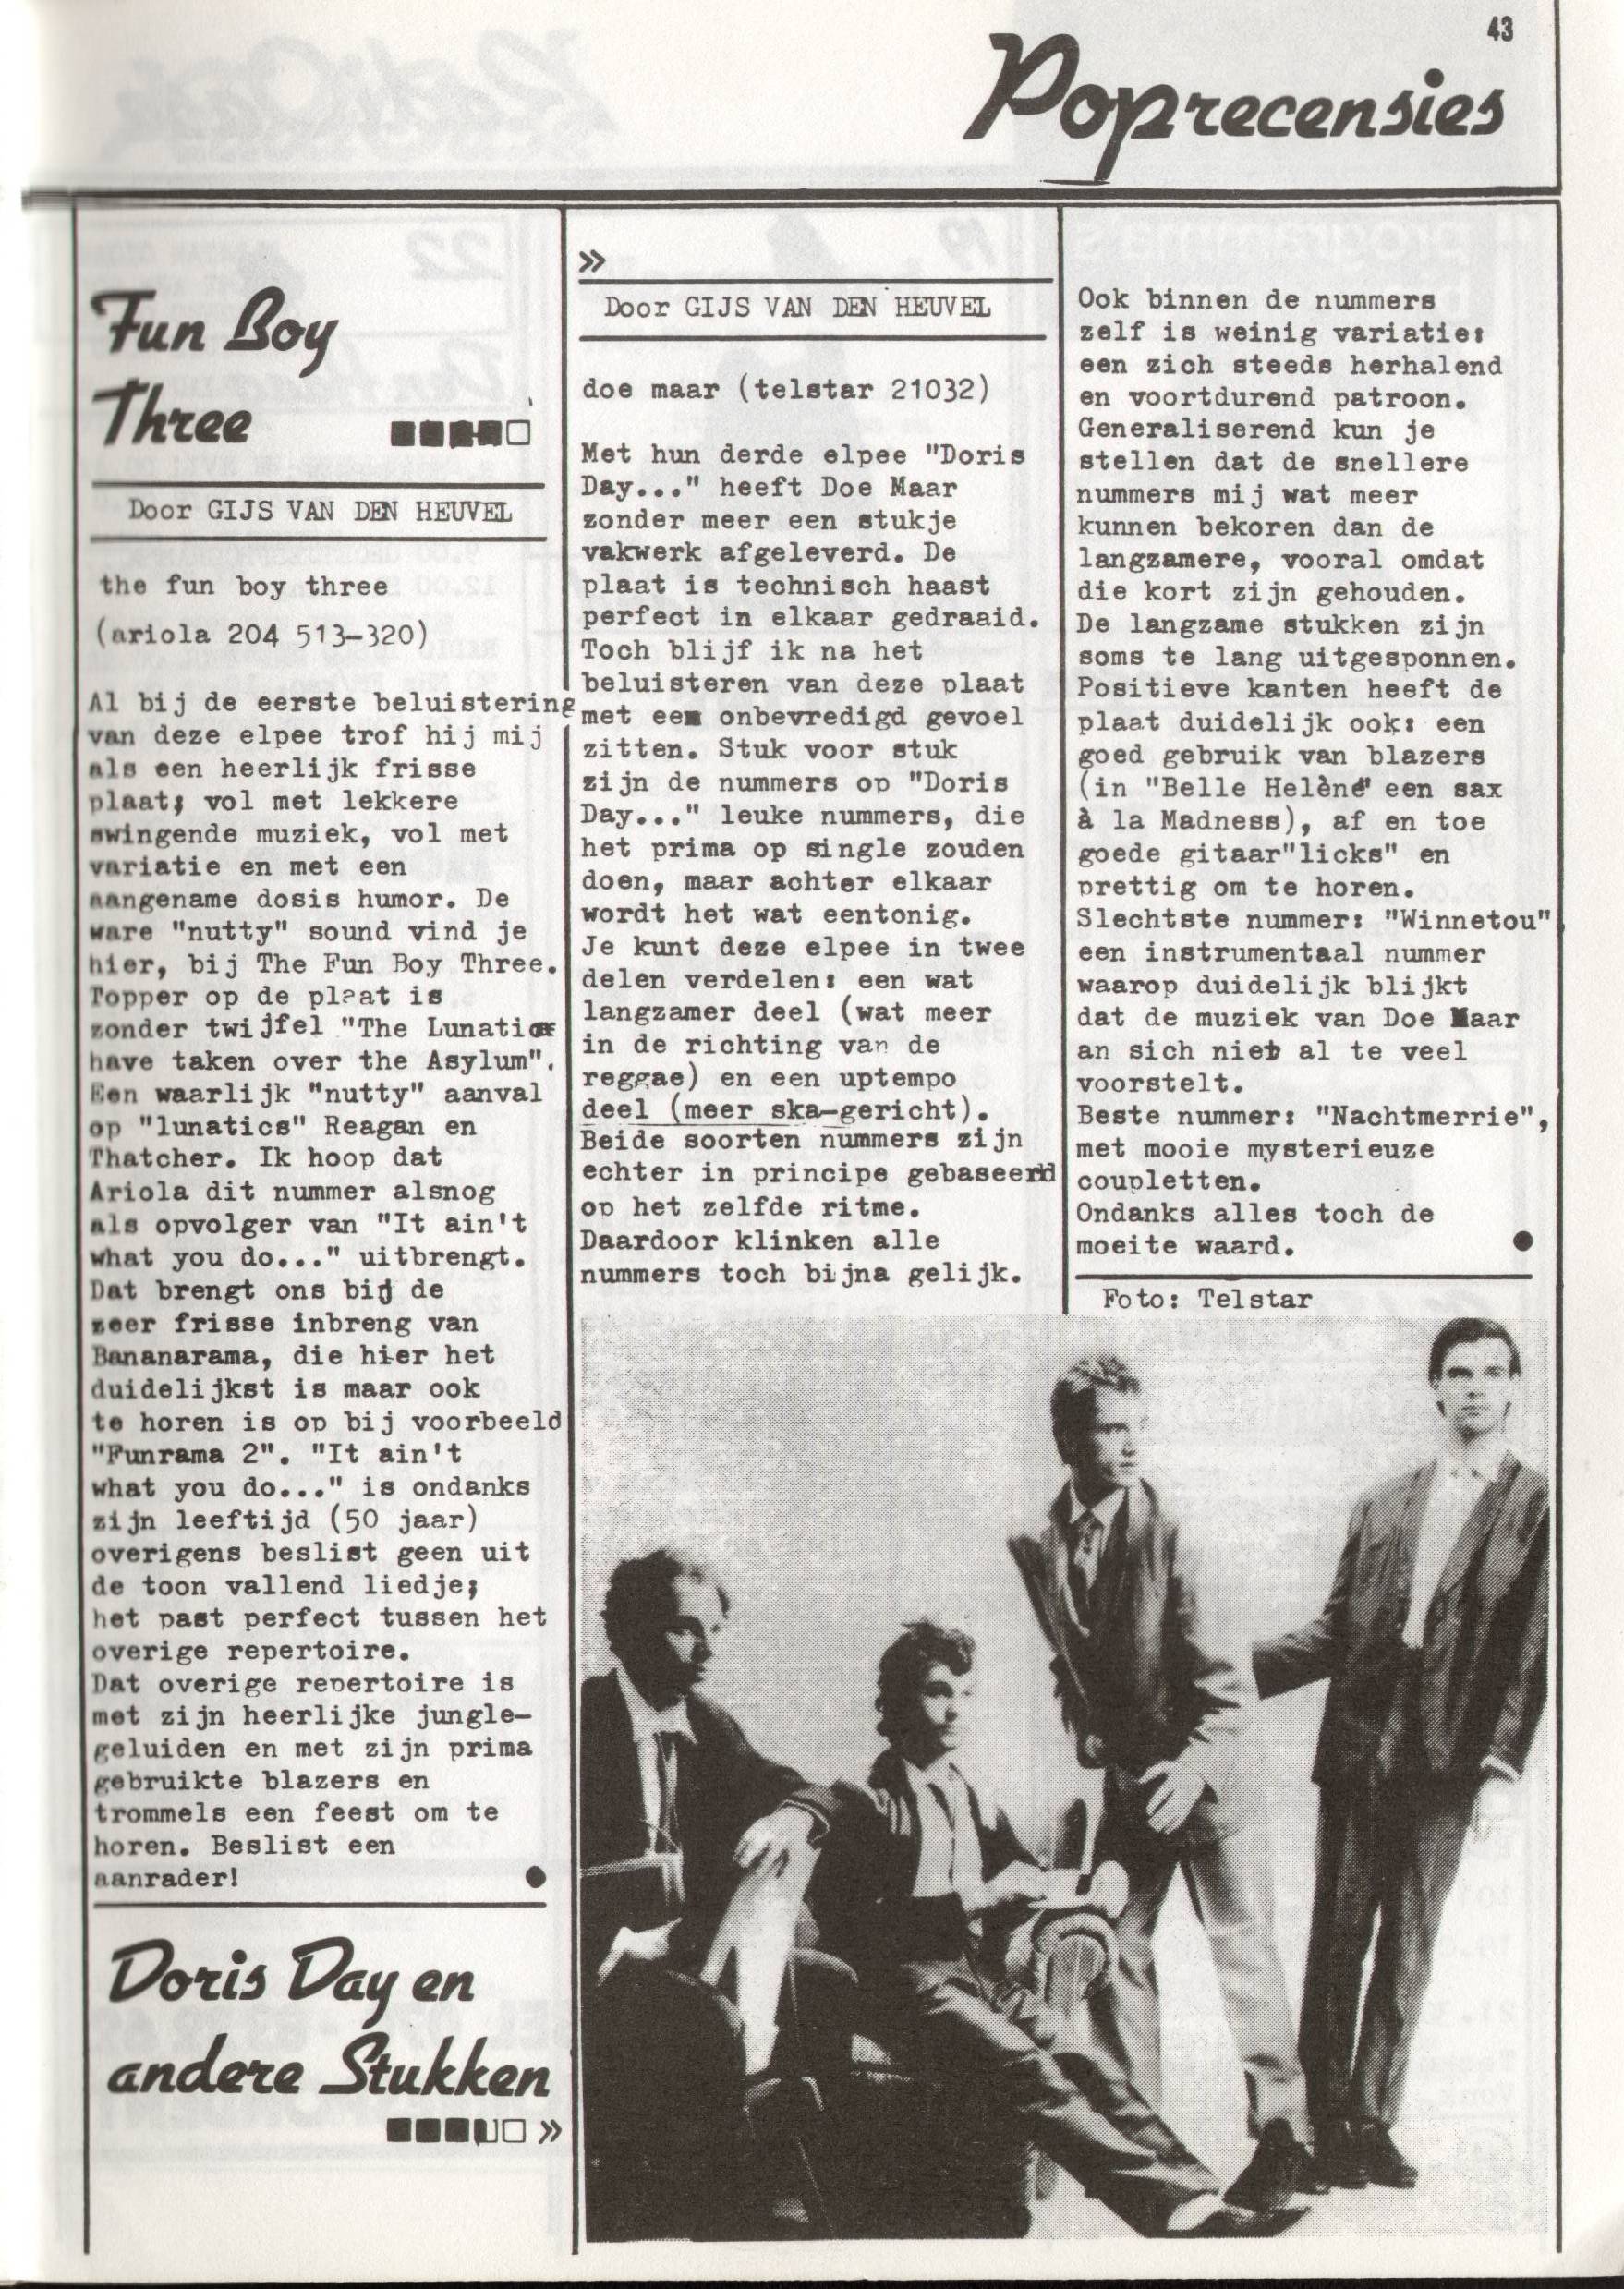 43
Poprecensies
Fun Boy
Three
Door GIJS VAN DEN HEUVEL
the fun boy three
(ariola 204 513-320)
Al bij de eerste beluistering
van deze elpee trof hij mij
als een heerlijk frisse
plaat; vol met lekkere
swingende muziek, vol met
variatie en met een
aangename dosis humor. De
ware "nutty" sound vind je
hier, bij The Fun Boy Three.
Topper op de plaat is
zonder twijfel "The Lunatics
have taken over the Asylum".
Een waarlijk "nutty" aanval
op "lunatics" Reagan en
Thatcher. Ik hoop dat
Ariola dit nummer alsnog
als opvolger van "It ain't
what you do..." uitbrengt.
Dat brengt ons bij de
zeer frisse inbreng van
Bananarama, die hier het
duidelijkst is maar ook
te horen is op bij voorbeeld
"Funrama 2". "It ain't
what you do..." is ondanks
zijn leeftijd (50 jaar)
overigens beslist geen uit
de toon vallend liedje;
het past perfect tussen het
overige repertoire.
Dat overige repertoire is
met zijn heerlijke jungle-
geluiden en met zijn prima
gebruikte blazers en
trommels een feest om te
horen. Beslist een
aanrader!
Doris Day en
andere Stukken
»
»
Door GIJS VAN DEN HEUVEL
doe maar (telstar 21032)
Met hun derde elpee "Doris
Day..." heeft Doe Maar
zonder meer een stukje
vakwerk afgeleverd. De
plaat is technisch haast
perfect in elkaar gedraaid.
Toch blijf ik na het
beluisteren van deze plaat
met een onbevredigd gevoel
zitten. Stuk voor stuk
zijn de nummers op "Doris
Day..." leuke nummers, die
het prima op single zouden
doen, maar achter elkaar
wordt het wat eentonig.
Je kunt deze elpee in twee
delen verdelen: een wat
langzamer deel (wat meer
in de richting van de
reggae) en een uptempo
deel (meer ska-gericht).
Beide soorten nummers zijn
echter in principe gebaseerd
op het zelfde ritme.
Daardoor klinken alle
nummers toch bijna gelijk.
Ook binnen de nummers
zelf is weinig variatie:
een zich steeds herhalend
en voortdurend patroon.
Generaliserend kun je
stellen dat de snellere
nummers mij wat meer
kunnen bekoren dan de
langzamere, vooral omdat
die kort zijn gehouden.
De langzame stukken zijn
soms te lang uitgesponnen.
Positieve kanten heeft de
plaat duidelijk ook: een
goed gebruik van blazers
(in "Belle Helène" een sax
à la Madness), af en toe
goede gitaar"licks" en
prettig om te horen.
Slechtste nummer: "Winnetou"
een instrumentaal nummer
waarop duidelijk blijkt
dat de muziek van Doe Maar
an sich niet al te veel
voorstelt.
Beste nummer: "Nachtmerrie",
met mooie mysterieuze
coupletten.
Ondanks alles toch de
moeite waard.
Foto: Telstar